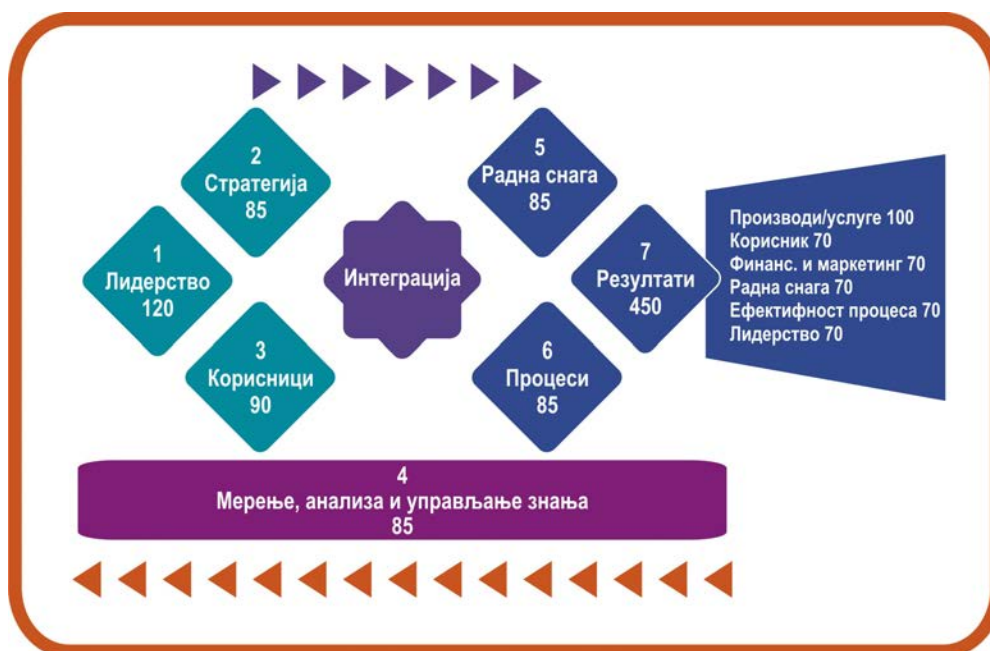 1
Лидерство
120
2
Стратегија
85
3
Корисници
90
Интеграција
5
Радна снага
85
6
Процеси
85
7
Резултати
450
Производи/услуге 100
Корисник 70
Финанс. и маркетинг 70
Радна снага 70
Ефектифност процеса 70
Лидерство 70
4
Мерење, анализа и управљање знања
85